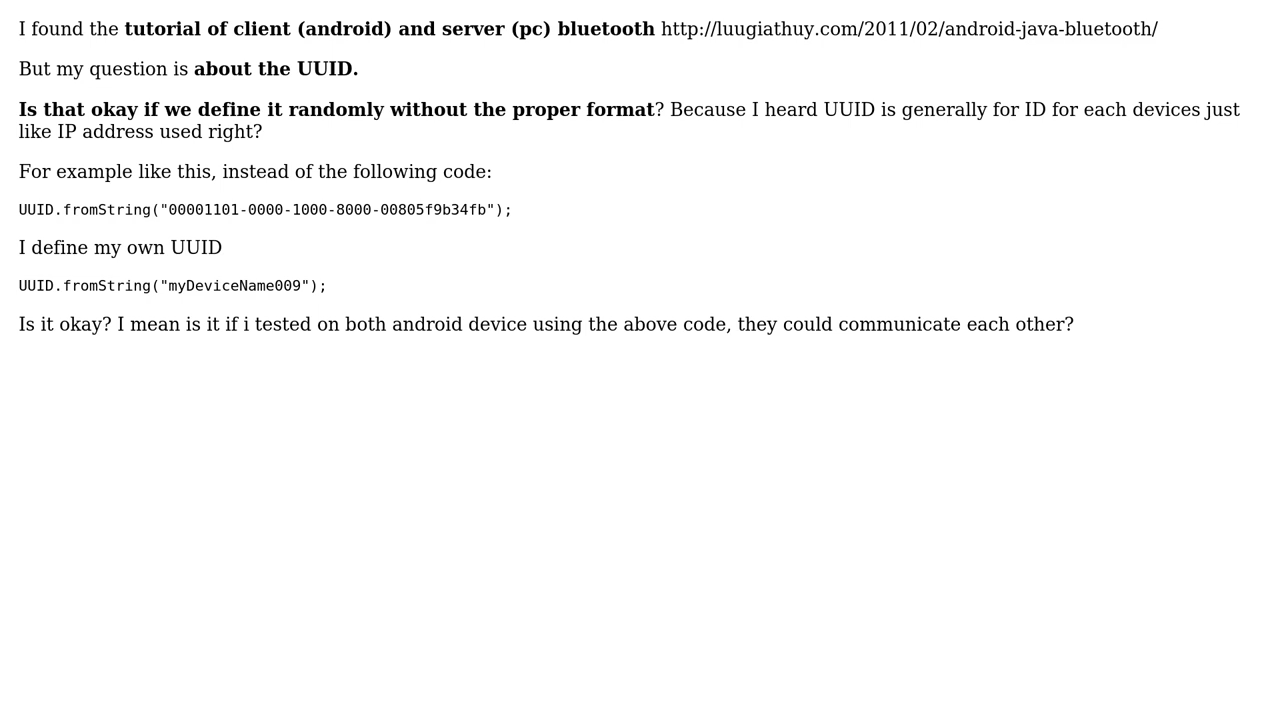 I found the tutorial of client (android) and server (pc) bluetooth http://luugiathuy.com/2011/02/android-java-bluetooth/
But my question is about the UUID.
Is that okay if we define it randomly without the proper format? Because I heard UUID is generally for ID for each devices just
like IP address used right?
For example like this, instead of the following code:
UUID.fromString("00001101-0000-1000-8000-00805f9b34fb");
I define my own UUID
UUID.fromString("myDeviceName009");
Is it okay? I mean is it if i tested on both android device using the above code, they could communicate each other?